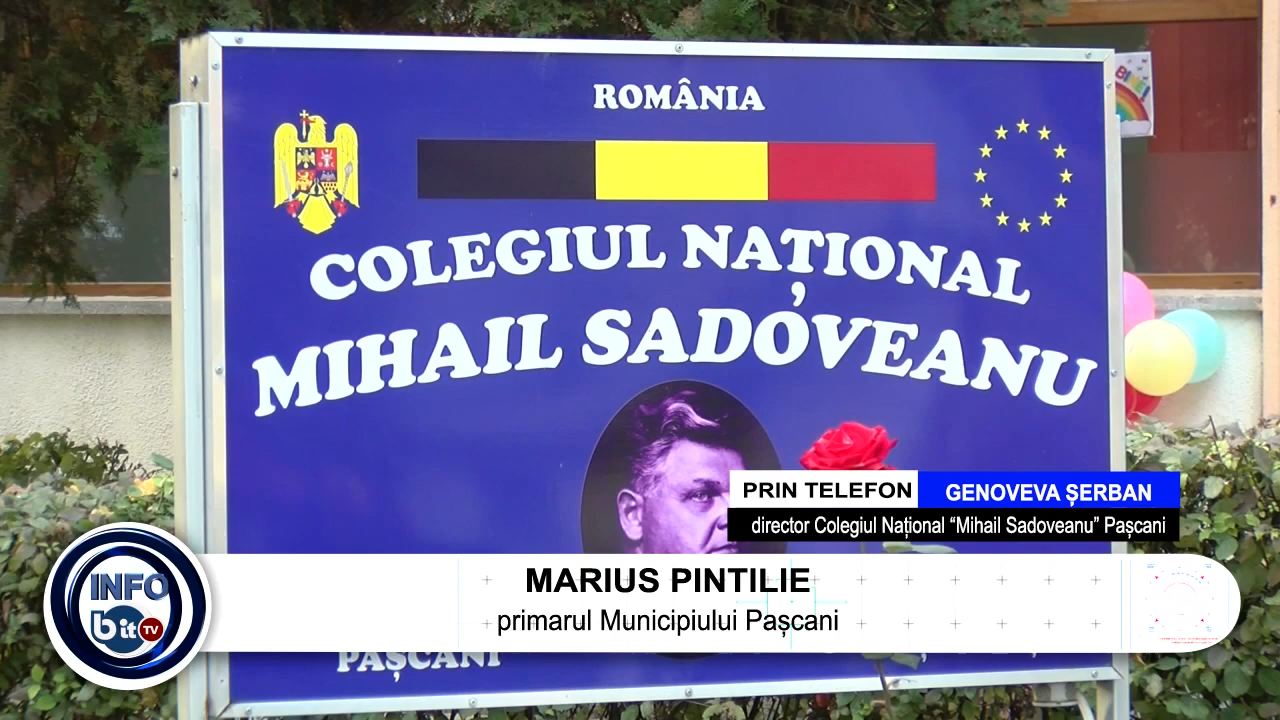 BINE!
ROMÂNIA
COLEGIUL NAȚIONAL
MIHAIL SADOVEANU
PRIN TELEFON GENOVEVA ȘERBAN
director Colegiul Național “Mihail Sadoveanu” Pașcani
MARIUS PINTILIE
primarul Municipiului Pașcani
INFO
bit TV
PAȘCANI